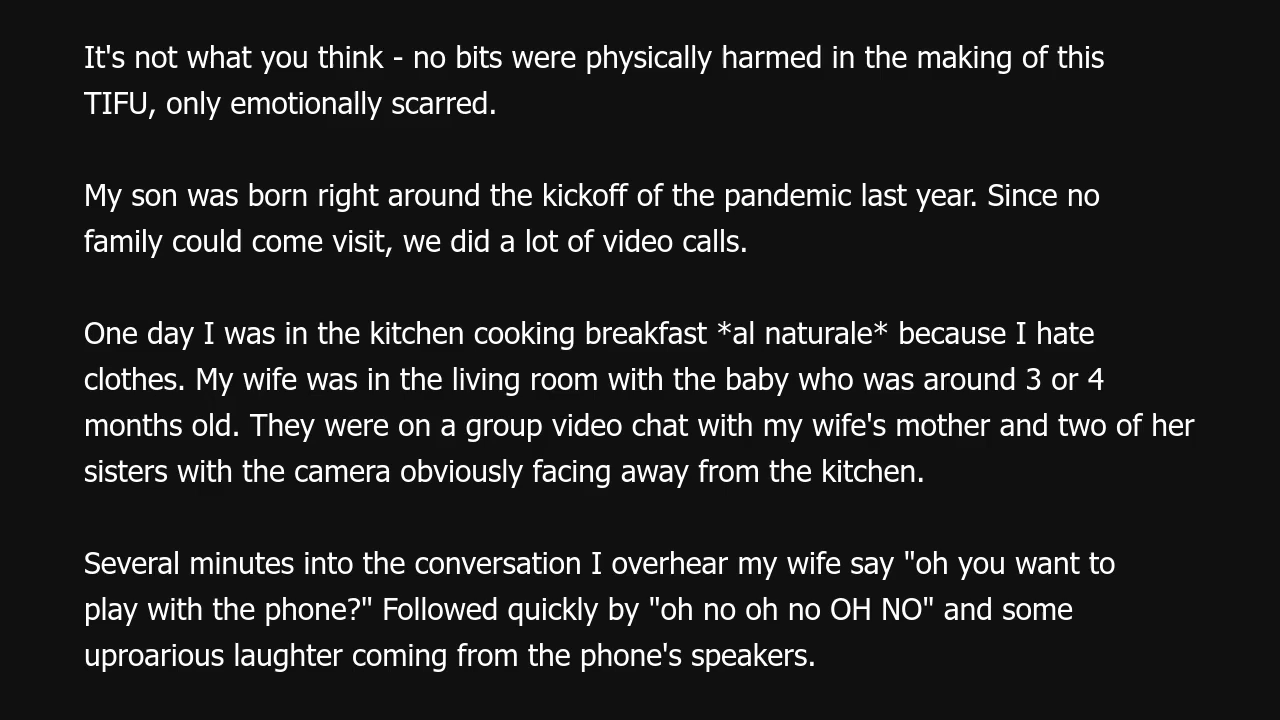 It's not what you think - no bits were physically harmed in the making of this
TIFU, only emotionally scarred.
My son was born right around the kickoff of the pandemic last year. Since no
family could come visit, we did a lot of video calls.
One day I was in the kitchen cooking breakfast *al naturale* because I hate
clothes. My wife was in the living room with the baby who was around 3 or 4
months old. They were on a group video chat with my wife's mother and two of her
sisters with the camera obviously facing away from the kitchen.
Several minutes into the conversation I overhear my wife say "oh you want to
play with the phone?" Followed quickly by "oh no oh no OH NO" and some
uproarious laughter coming from the phone's speakers.